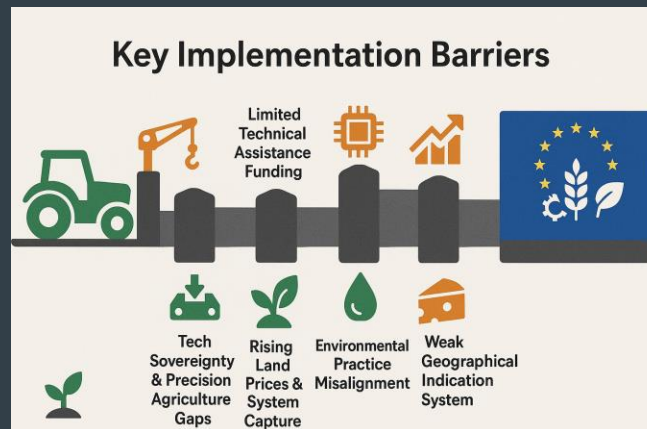 Key Implementation Barriers
Limited
Technical
Assistance
Funding
Tech
Sovereignty
& Precision
Agriculture
Gaps
Rising
Land
Prices &
System
Capture
Environmental
Practice
Misalignment
Weak
Geographical
Indication
System